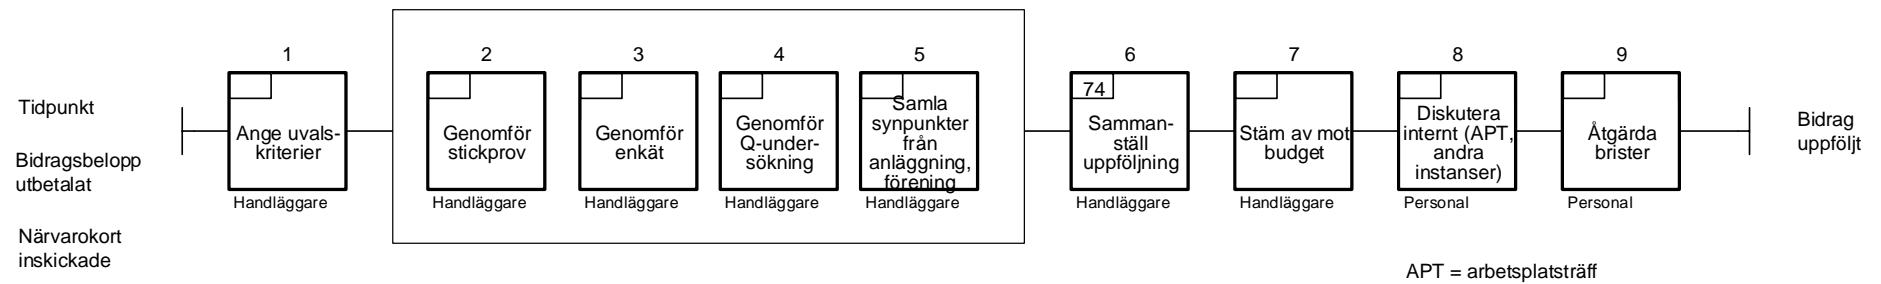 Tidpunkt
Bidragsbelopp
utbetalat
Närvarokort
inskickade
1
Ange uvals-
kriterier
Handläggare
2
Genomför
stickprov
Handläggare
3
Genomför
enkät
Handläggare
4
Genomför
Q-under-
sökning
Handläggare
5
Samla
synpunkter
från
anläggning,
förening
Handläggare
6
74
Samman-
ställ
uppföljning
Handläggare
7
Stäm av mot
budget
Handläggare
8
Diskutera
internt (APT,
andra
instanser)
Personal
9
Åtgärda
brister
Personal
Bidrag
uppföljt
APT = arbetsplatsträff